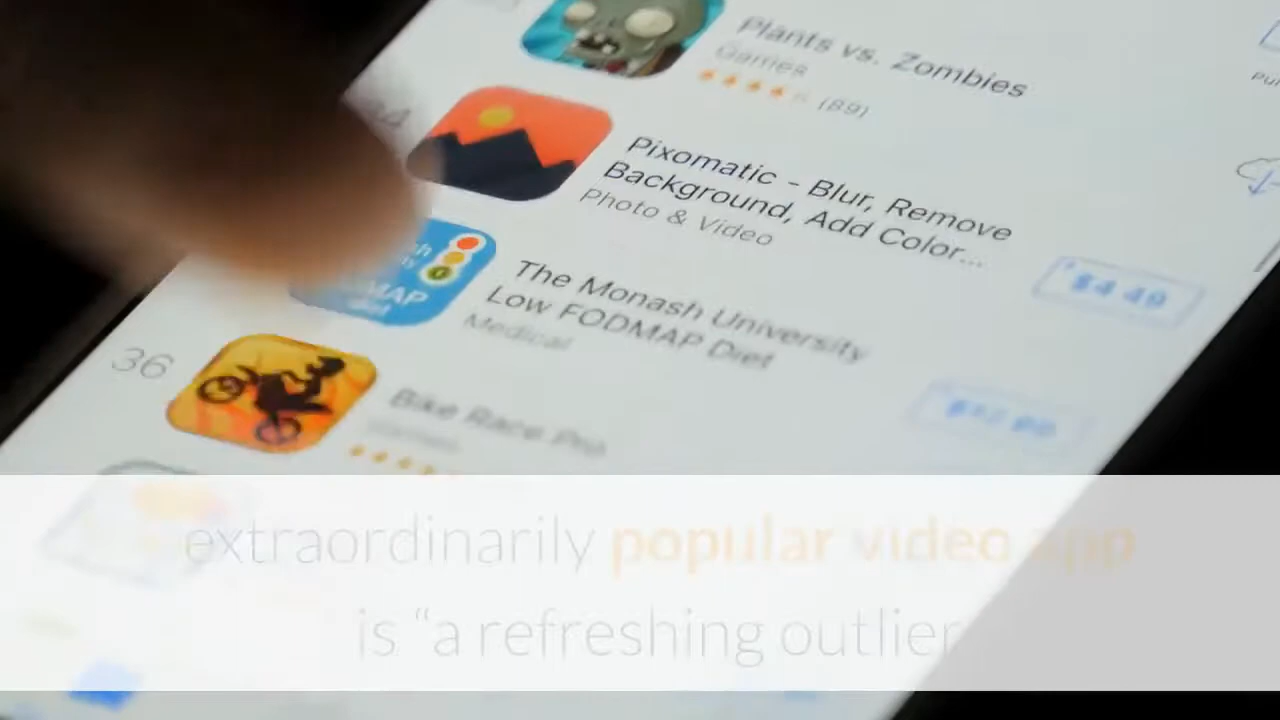 Plants vs. Zombies
Games
(89)
Pixomatic - Blur, Remove
Background, Add Color...
Photo & Video
$4.49
The Monash University
Low FODMAP Diet
Medical
36
Bike Race Pro
Games
extraordinarily popular video app
is “a refreshing outlier